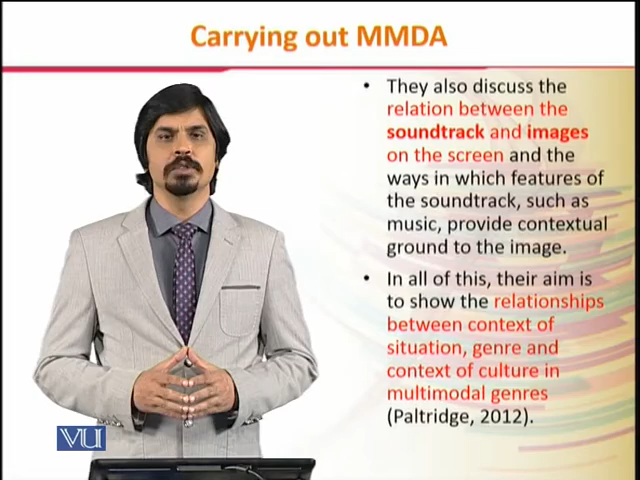 Carrying out MMDA
• They also discuss the
relation between the
soundtrack and images
on the screen and the
ways in which features of
the soundtrack, such as
music, provide contextual
ground to the image.
• In all of this, their aim is
to show the relationships
between context of
situation, genre and
context of culture in
multimodal genres
(Paltridge, 2012).
VU